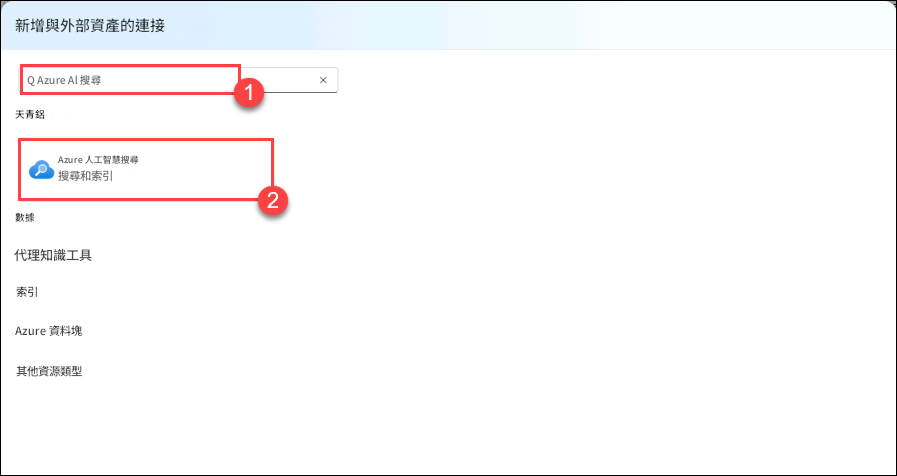 新增與外部資產的連接
Q Azure AI 搜尋
×
1
天青鋁
Azure 人工智慧搜尋
搜尋和索引
2
數據
代理知識工具
索引
Azure 資料塊
其他資源類型